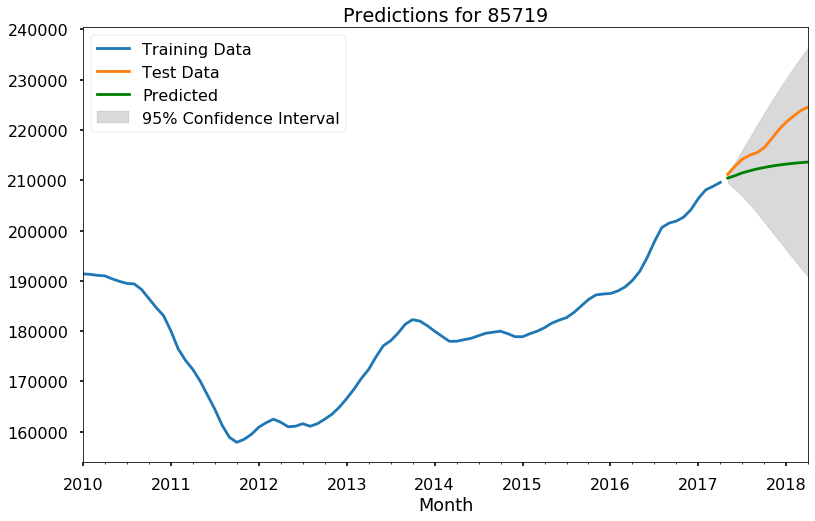 Predictions for 85719
240000
230000
220000
210000
200000
190000
180000
170000
160000
Training Data
Test Data
Predicted
95% Confidence Interval
2010 2011 2012 2013 2014 2015 2016 2017 2018
Month